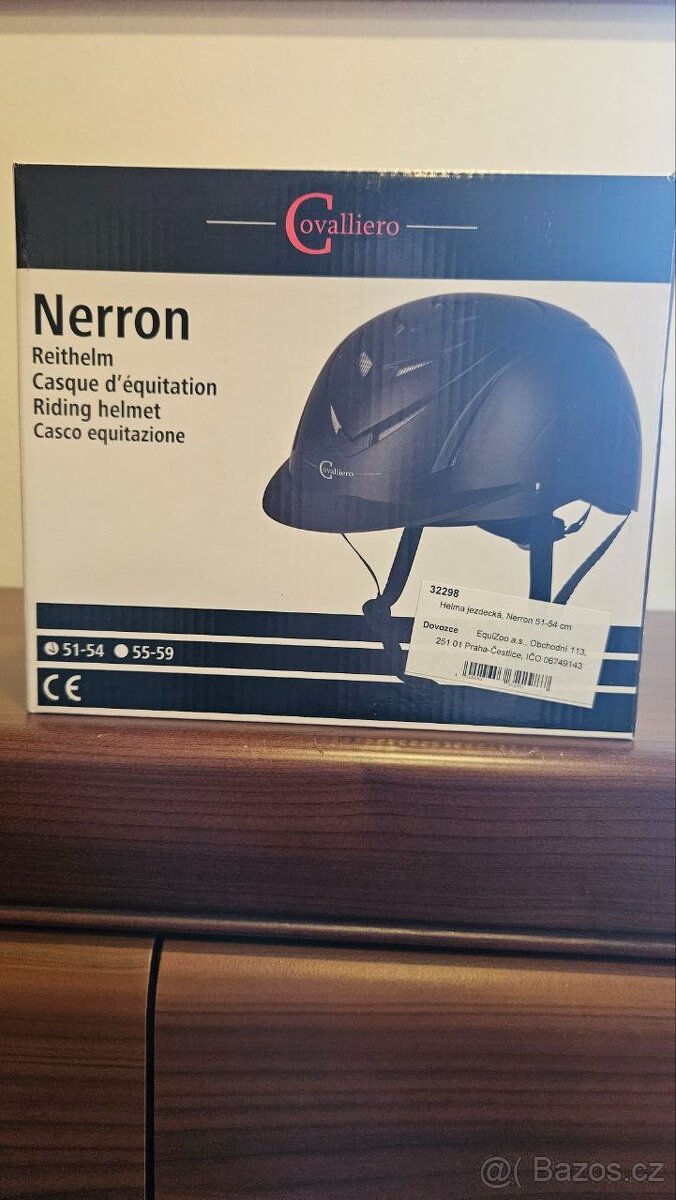 Covalliero
Nerron
Reithelm
Casque d'équitation
Riding helmet
Casco equitazione
Covalliero
32298
Helma jezdecká, Nerron 51-54 cm
Dovozce EquiZoo a.s., Obchodní 113,
251 01 Praha-Čestlice, IČO 06749143
51-54 55-59
CE
@( Bazos.cz